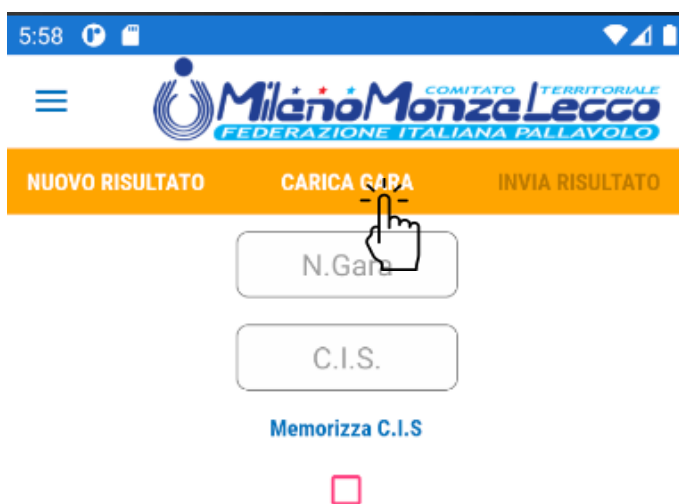 5:58
COMITATO TERRITORIALE
MilanoMonzaLecco
FEDERAZIONE ITALIANA PALLAVOLO
NUOVO RISULTATO CARICA GARA INVIA RISULTATO
N.Gara
C.I.S.
Memorizza C.I.S